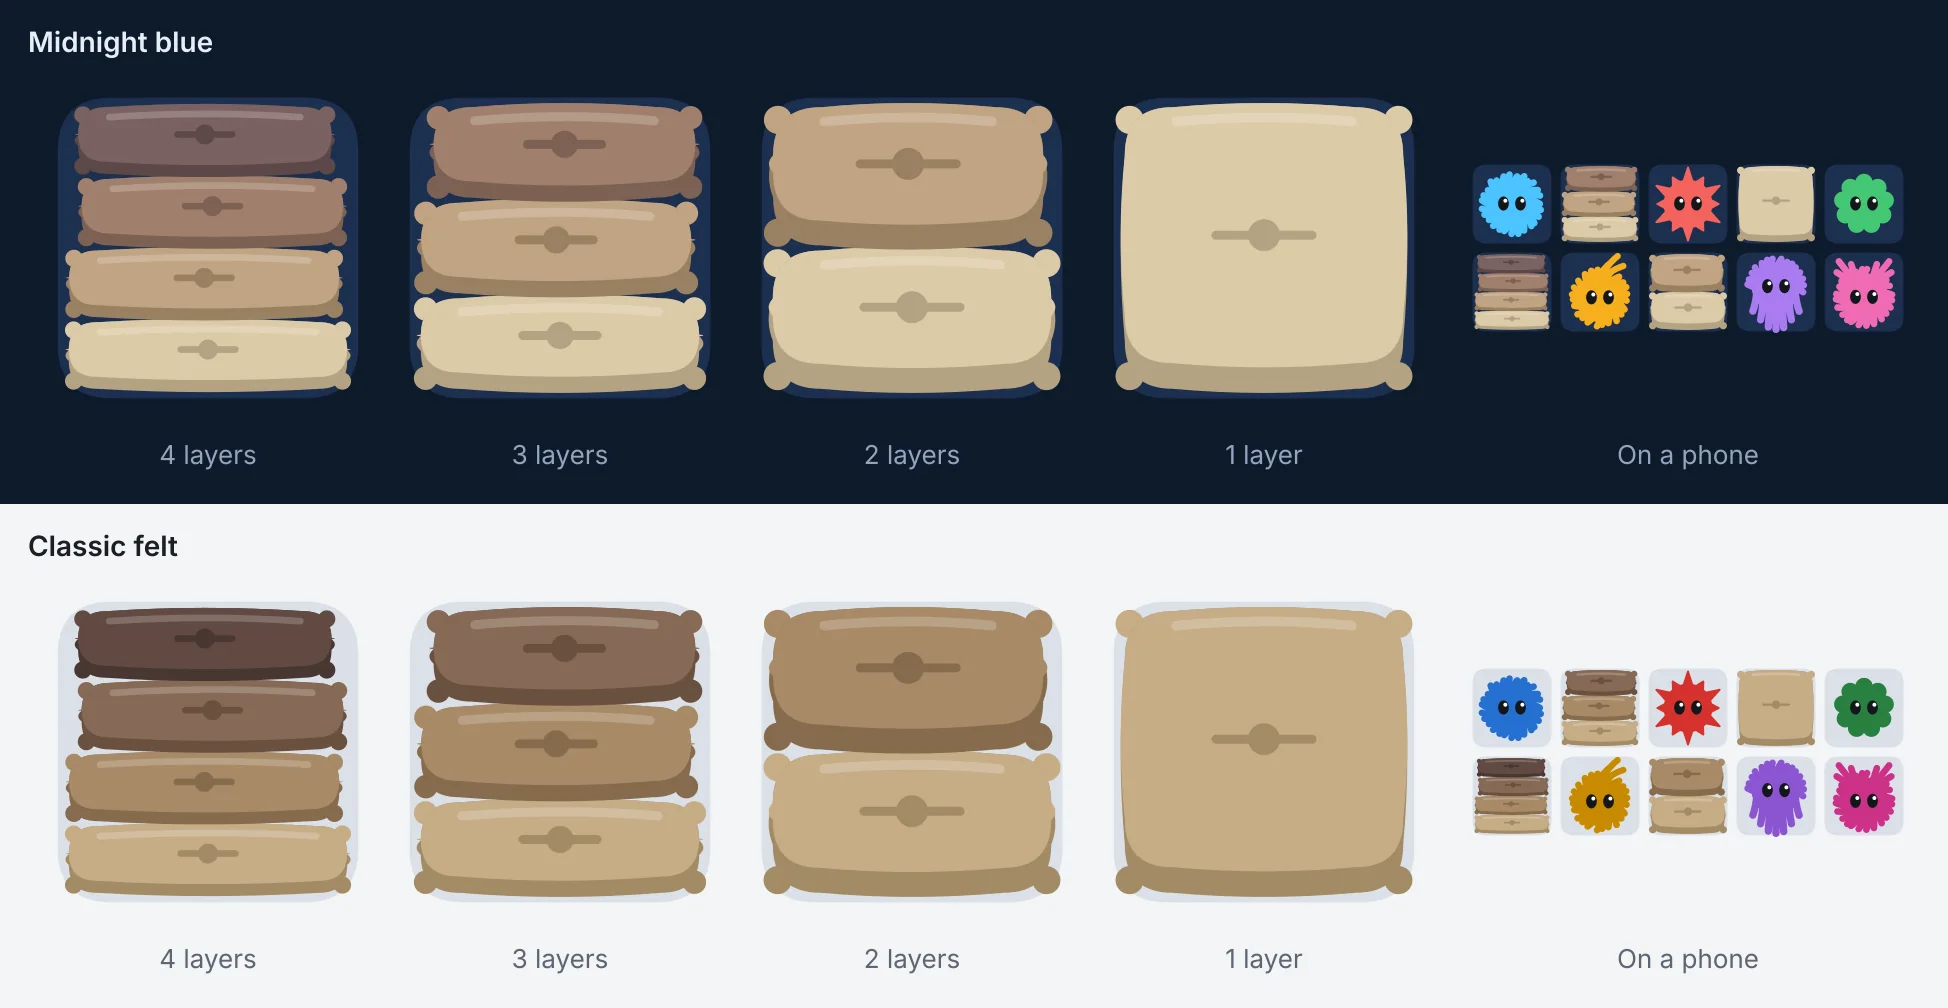 Midnight blue
4 layers
3 layers
2 layers
1 layer
On a phone
Classic felt
4 layers
3 layers
2 layers
1 layer
On a phone